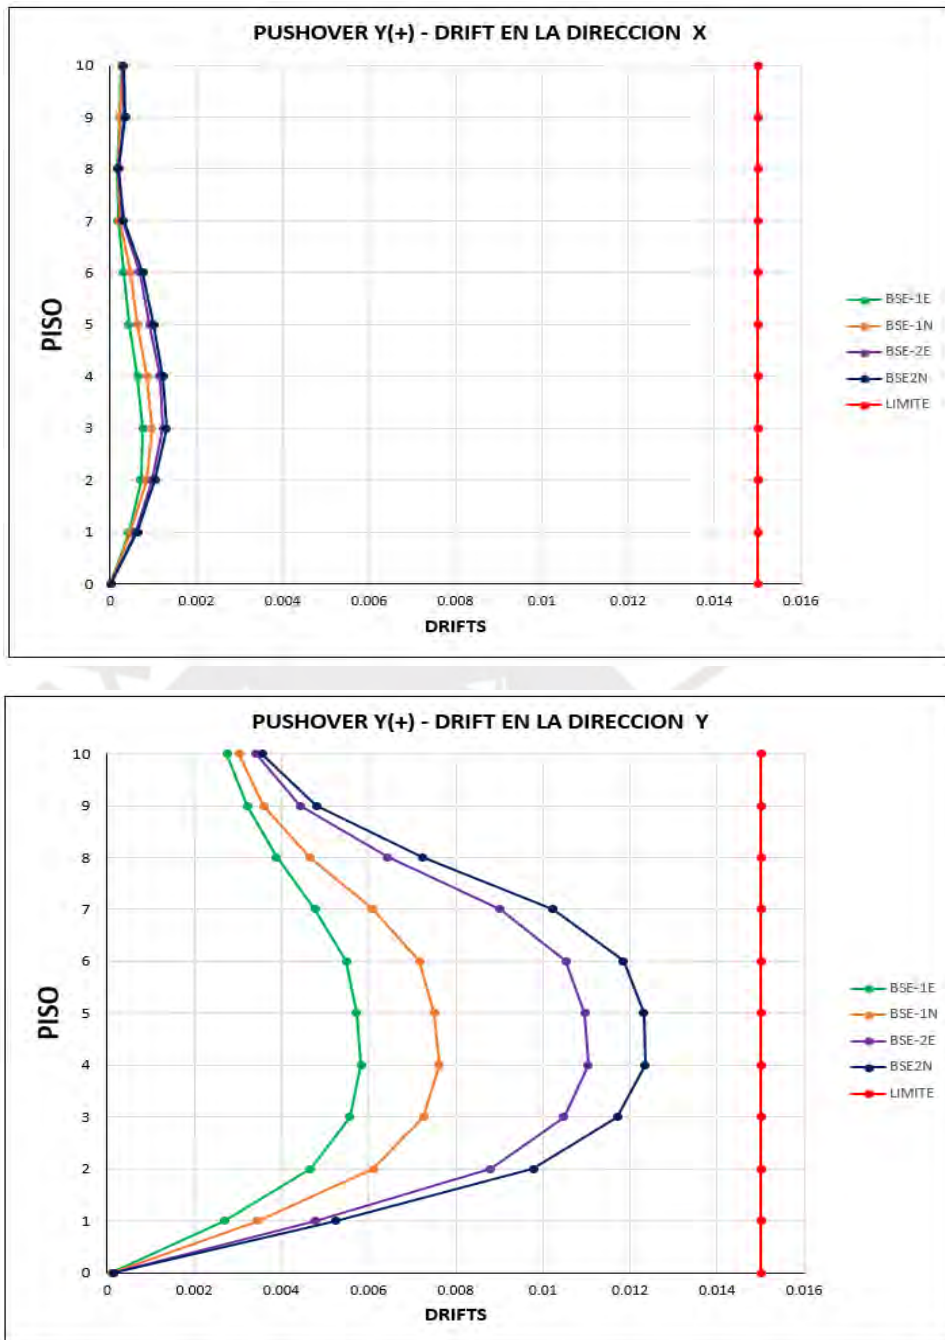 PUSHOVER Y(+) - DRIFT EN LA DIRECCION X
10
9
8
7
6
5
4
3
2
1
0
PISO
0 0.002 0.004 0.006 0.008 0.01 0.012 0.014 0.016
DRIFTS
BSE-1E
BSE-1N
BSE-2E
BSE2N
LIMITE
PUSHOVER Y(+) - DRIFT EN LA DIRECCION Y
10
9
8
7
6
5
4
3
2
1
0
PISO
0 0.002 0.004 0.006 0.008 0.01 0.012 0.014 0.016
DRIFTS
BSE-1E
BSE-1N
BSE-2E
BSE2N
LIMITE